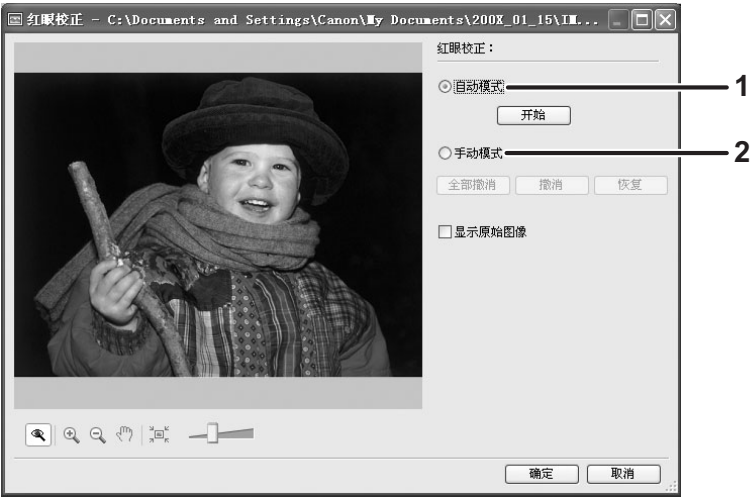 红眼校正 - C:\Documents and Settings\Canon\My Documents\200X_01_15\IM...
红眼校正：
自动模式
1
开始
手动模式
2
全部撤消 撤消 恢复
显示原始图像
确定 取消